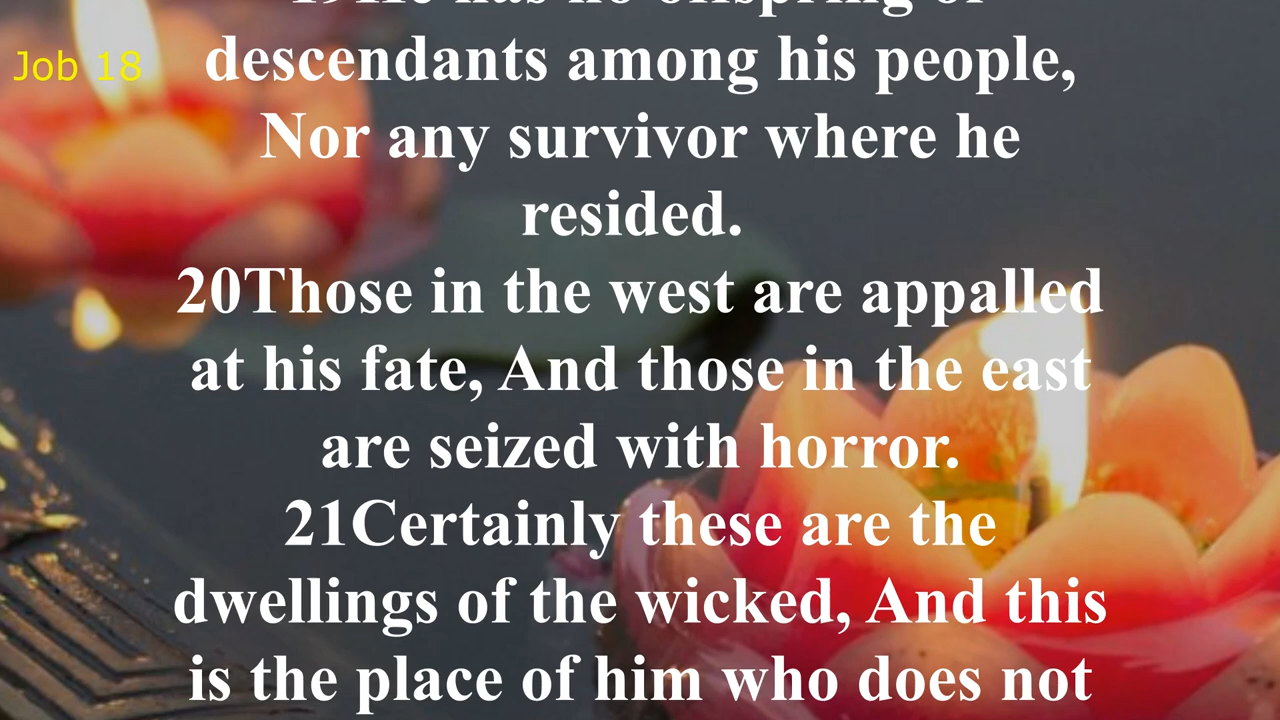 Job 18
descendants among his people,
Nor any survivor where he
resided.
20Those in the west are appalled
at his fate, And those in the east
are seized with horror.
21Certainly these are the
dwellings of the wicked, And this
is the place of him who does not